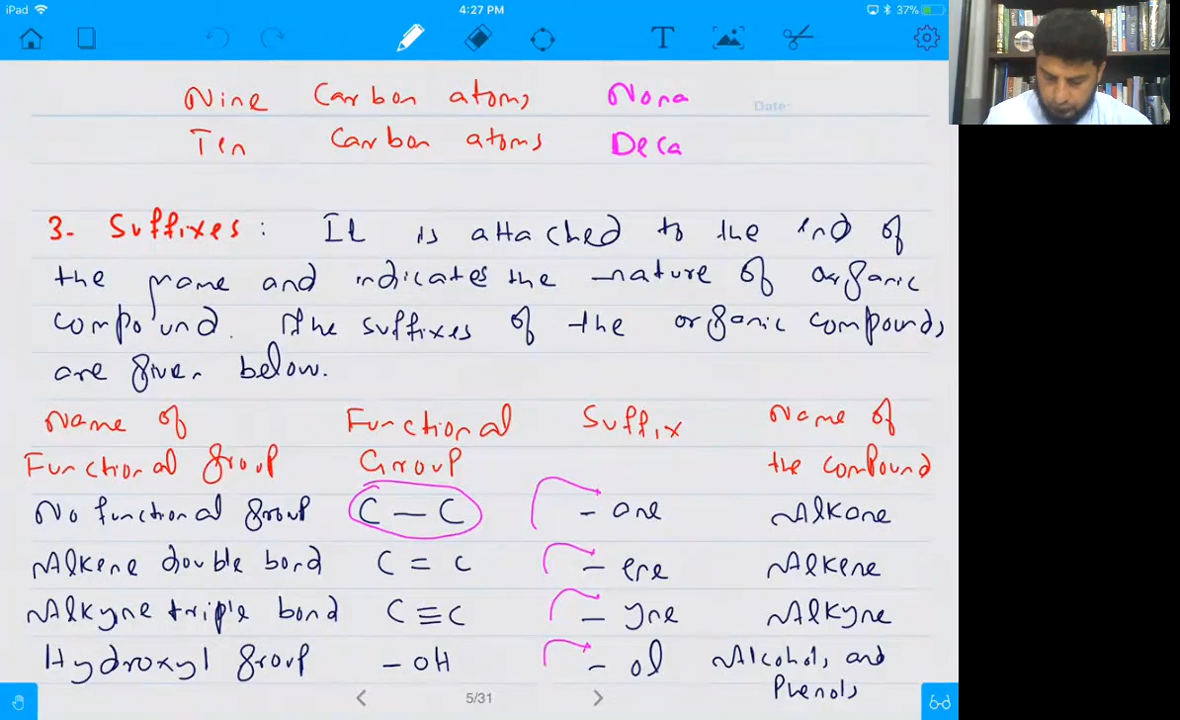 iPad 4:27 PM 37%
T
Date:
Nine Carbon atoms Nona
Ten Carbon atoms Deca
3- Suffixes: It is attached to the end of
the name and indicates the nature of organic
compound. The suffixes of the organic compounds
are given below.
Name of Functional Suffix Name of
Functional group Group the compound
No functional group C — C - ane Alkane
Alkene double bond C = C - ene Alkene
Alkyne triple bond C ≡ C - yne Alkyne
Hydroxyl group - OH - ol Alcohols and
Phenols
5/31